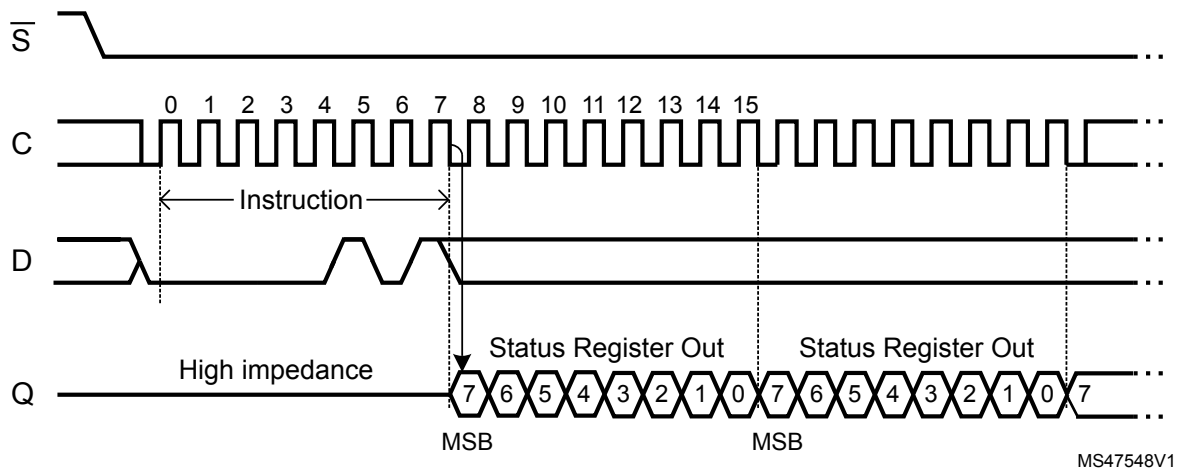 S
0 1 2 3 4 5 6 7 8 9 10 11 12 13 14 15
C
Instruction
D
Status Register Out Status Register Out
High impedance
Q 7 6 5 4 3 2 1 0 7 6 5 4 3 2 1 0 7
MSB MSB
MS47548V1